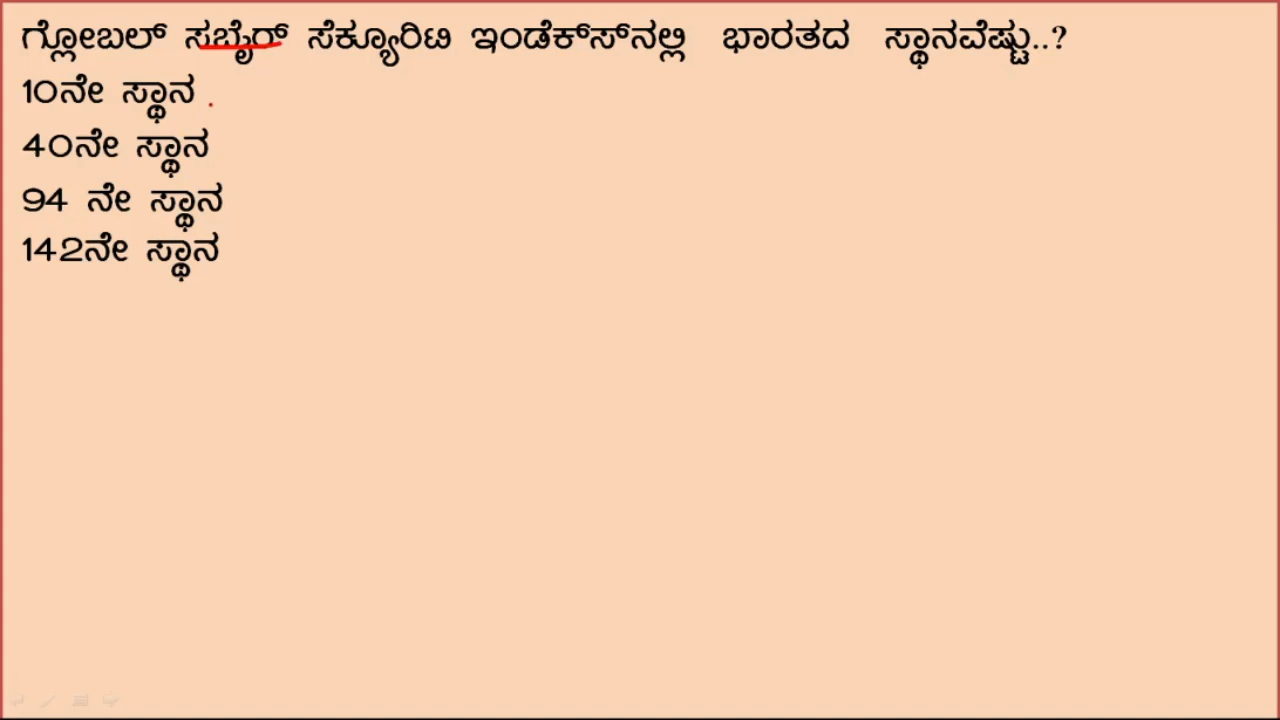 ಗ್ಲೋಬಲ್ ಸಬೈರ್ ಸೆಕ್ಯೂರಿಟಿ ಇಂಡೆಕ್ಸ್‌ನಲ್ಲಿ ಭಾರತದ ಸ್ಥಾನವೆಷ್ಟು..?
10ನೇ ಸ್ಥಾನ
40ನೇ ಸ್ಥಾನ
94 ನೇ ಸ್ಥಾನ
142ನೇ ಸ್ಥಾನ